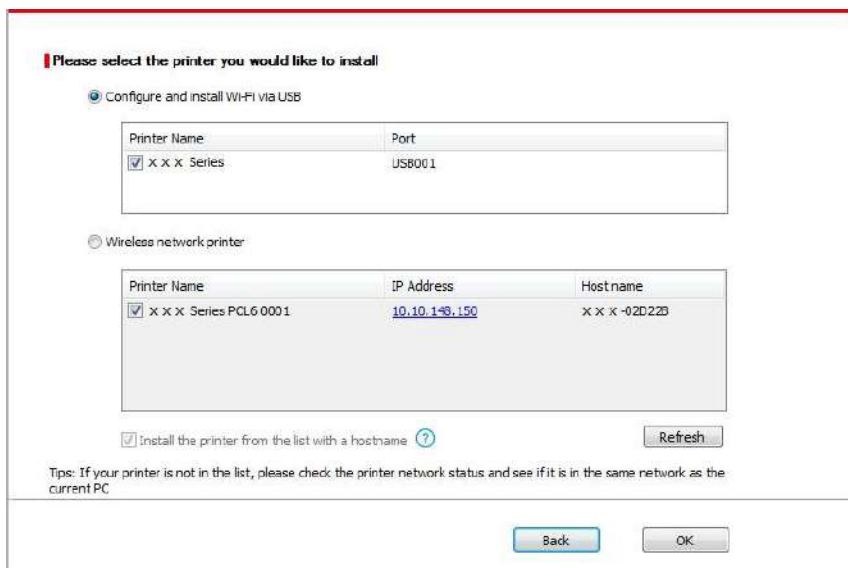 Please select the printer you would like to install
Configure and install Wi-Fi via USB
Printer Name Port
X X X Series USB001
Wireless network printer
Printer Name IP Address Hostname
X X X Series PCL6 0001 10.10.148.150 X X X -02D22B
Install the printer from the list with a hostname ?
Refresh
Tips: If your printer is not in the list, please check the printer network status and see if it is in the same network as the
current PC
Back OK